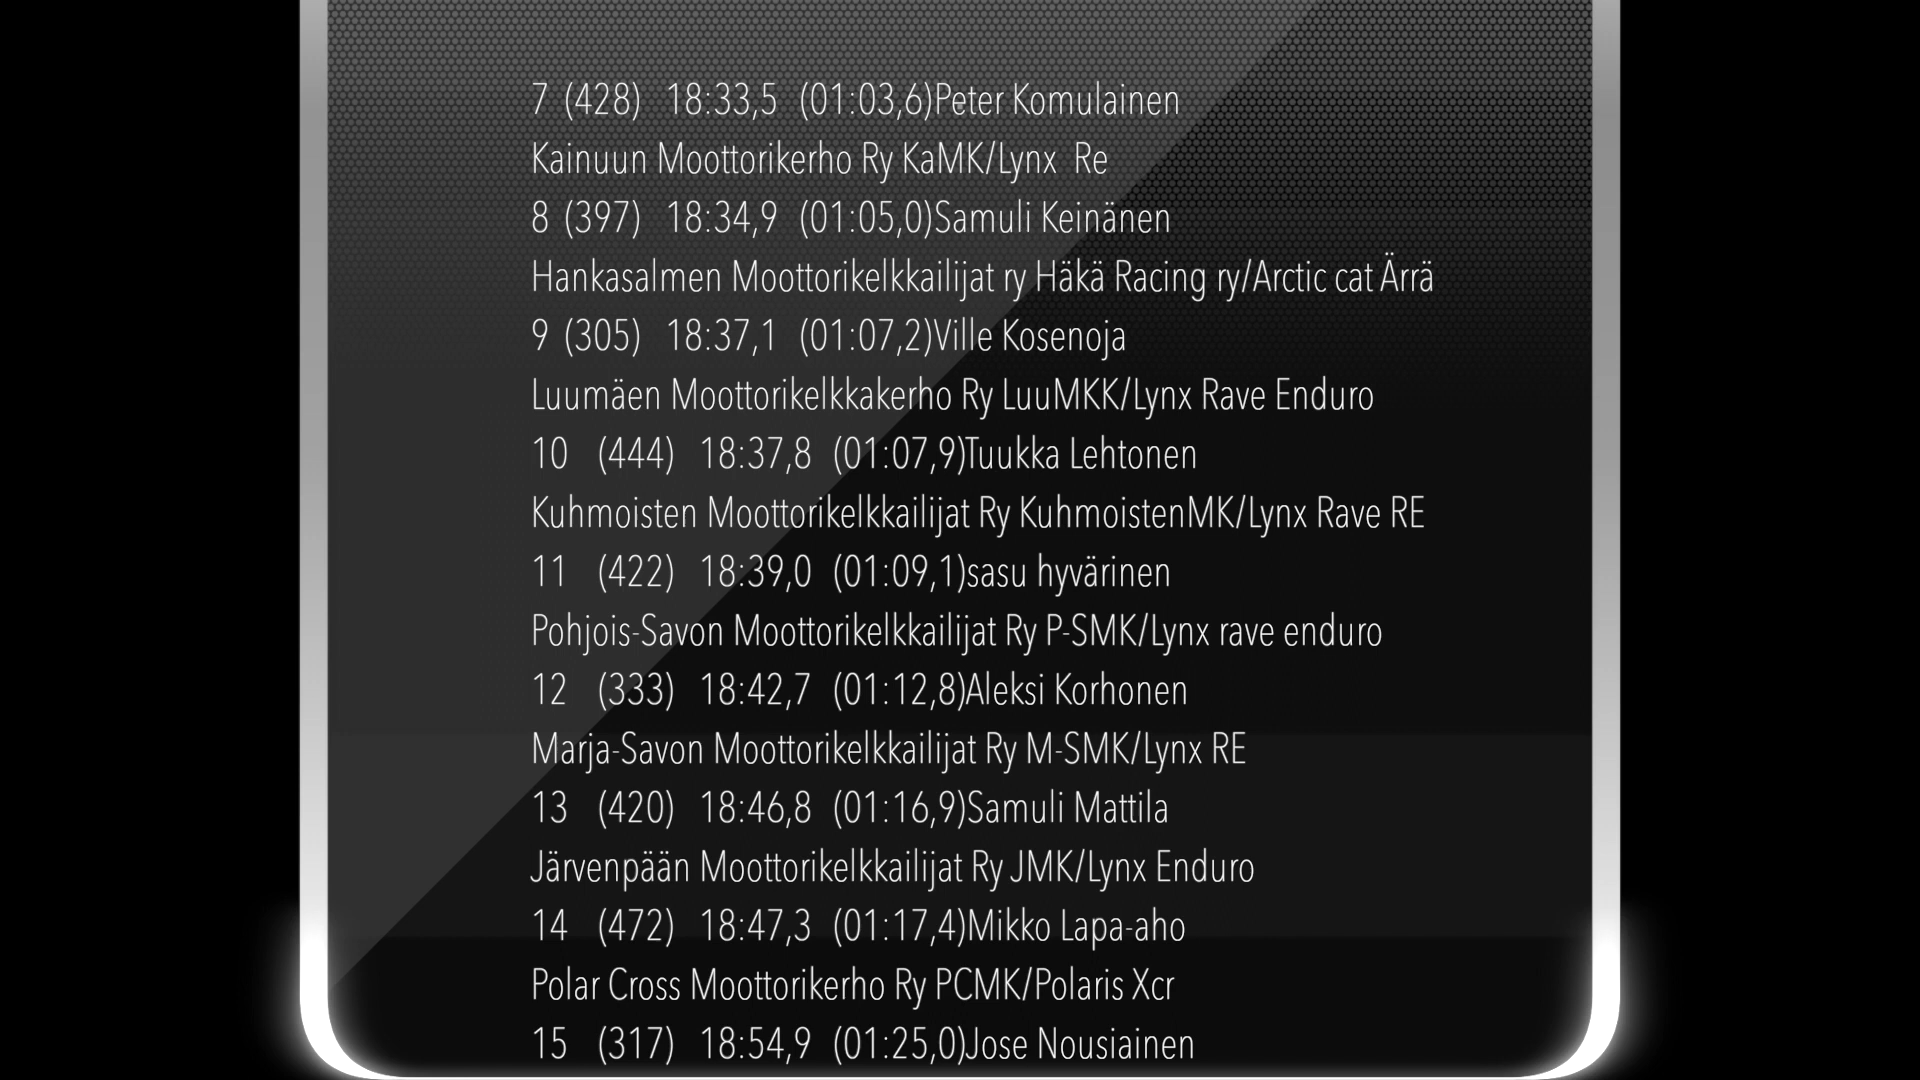 7 (428) 18:33,5 (01:03,6)Peter Komulainen
Kainuun Moottorikerho Ry KaMK/Lynx Re
8 (397) 18:34,9 (01:05,0)Samuli Keinänen
Hankasalmen Moottorikelkkailijat ry Häkä Racing ry/Arctic cat Ärrä
9 (305) 18:37,1 (01:07,2)Ville Kosenoja
Luumäen Moottorikelkkakerho Ry LuuMKK/Lynx Rave Enduro
10 (444) 18:37,8 (01:07,9)Tuukka Lehtonen
Kuhmoisten Moottorikelkkailijat Ry KuhmoistenMK/Lynx Rave RE
11 (422) 18:39,0 (01:09,1)sasu hyvärinen
Pohjois-Savon Moottorikelkkailijat Ry P-SMK/Lynx rave enduro
12 (333) 18:42,7 (01:12,8)Aleksi Korhonen
Marja-Savon Moottorikelkkailijat Ry M-SMK/Lynx RE
13 (420) 18:46,8 (01:16,9)Samuli Mattila
Järvenpään Moottorikelkkailijat Ry JMK/Lynx Enduro
14 (472) 18:47,3 (01:17,4)Mikko Lapa-aho
Polar Cross Moottorikerho Ry PCMK/Polaris Xcr
15 (317) 18:54,9 (01:25,0)Jose Nousiainen